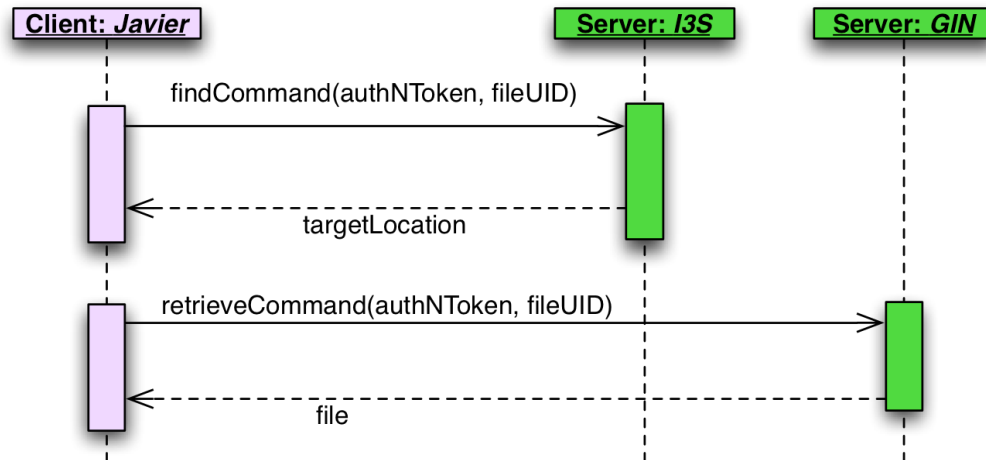 Client: Javier
Server: I3S
Server: GIN
findCommand(authNToken, fileUID)
targetLocation
retrieveCommand(authNToken, fileUID)
file